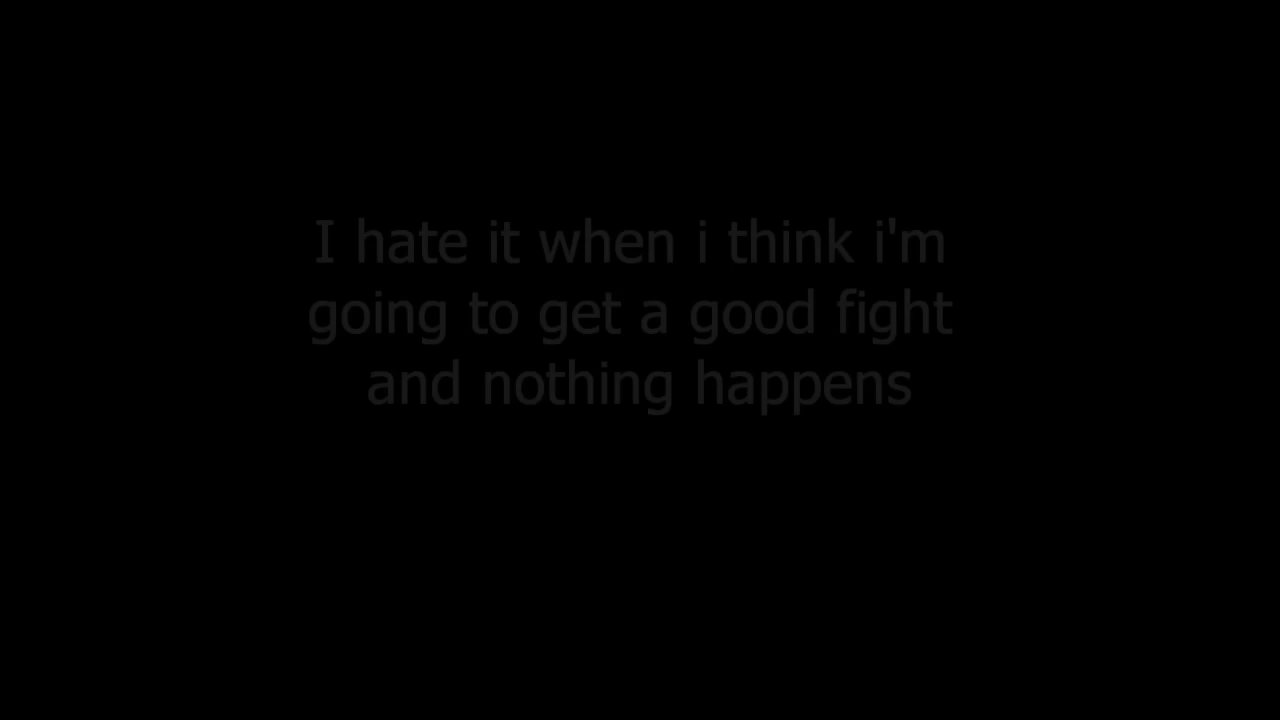 I hate it when i think i'm
going to get a good fight
and nothing happens